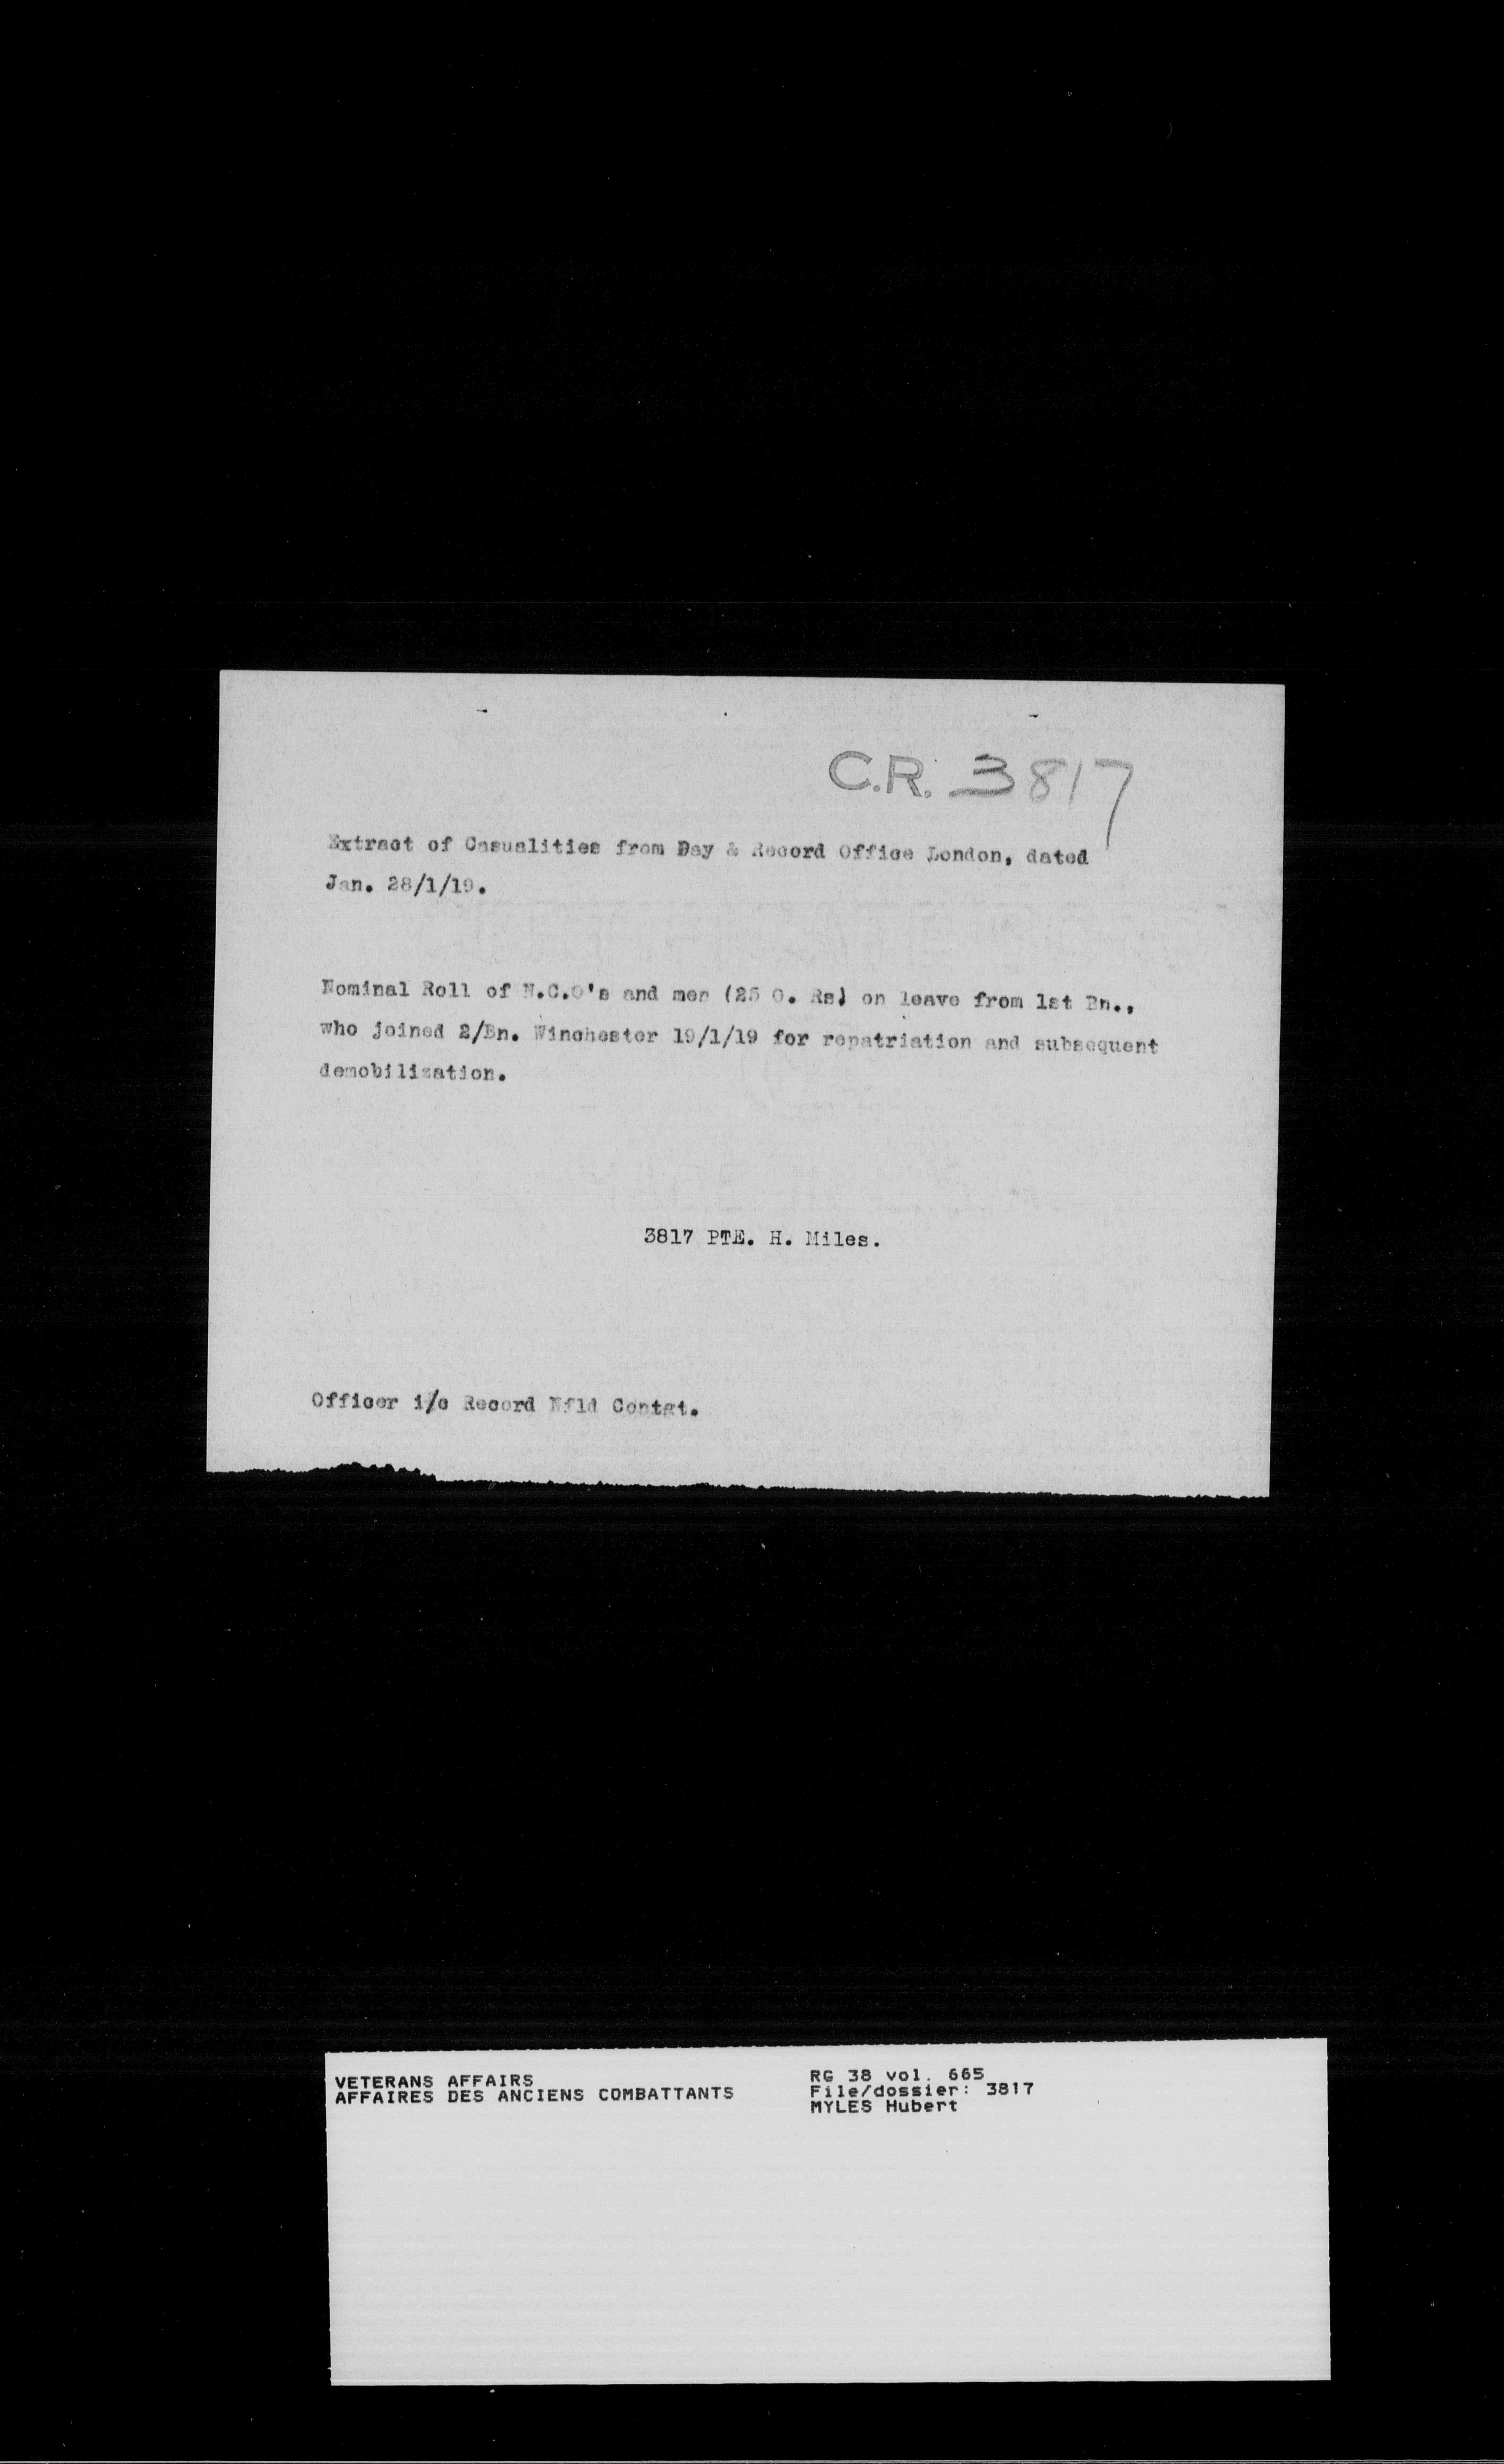 C.R. 3817
Extract of Casualities from Day & Record Office London, dated
Jan. 28/1/19.
Nominal Roll of N.C.O's and men (25 O. Rs) on leave from 1st Bn.,
who joined 2/Bn. Winchester 19/1/19 for repatriation and subsequent
demobilization.
3817 PTE. H. Miles.
Officer i/c Record Nfld Contgt.
VETERANS AFFAIRS
AFFAIRES DES ANCIENS COMBATTANTS
RG 38 vol. 665
File/dossier: 3817
MYLES Hubert